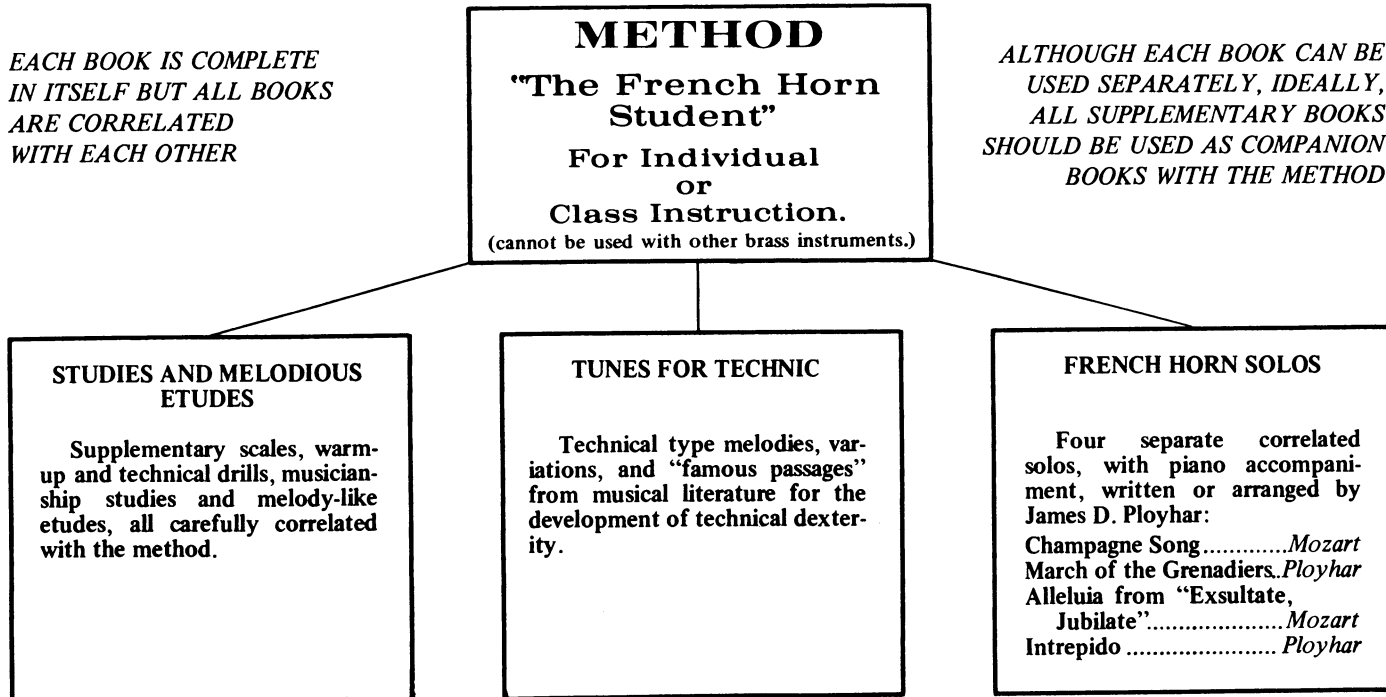 EACH BOOK IS COMPLETE
IN ITSELF BUT ALL BOOKS
ARE CORRELATED
WITH EACH OTHER
METHOD
"The French Horn
Student"
For Individual
or
Class Instruction.
(cannot be used with other brass instruments.)
ALTHOUGH EACH BOOK CAN BE
USED SEPARATELY, IDEALLY,
ALL SUPPLEMENTARY BOOKS
SHOULD BE USED AS COMPANION
BOOKS WITH THE METHOD
STUDIES AND MELODIOUS
ETUDES
Supplementary scales, warm-
up and technical drills, musician-
ship studies and melody-like
etudes, all carefully correlated
with the method.
TUNES FOR TECHNIC
Technical type melodies, var-
iations, and "famous passages"
from musical literature for the
development of technical dexter-
ity.
FRENCH HORN SOLOS
Four separate correlated
solos, with piano accompani-
ment, written or arranged by
James D. Ployhar:
Champagne Song.............Mozart
March of the Grenadiers..Ployhar
Alleluia from "Exsultate,
Jubilate"......................Mozart
Intrepido ....................... Ployhar